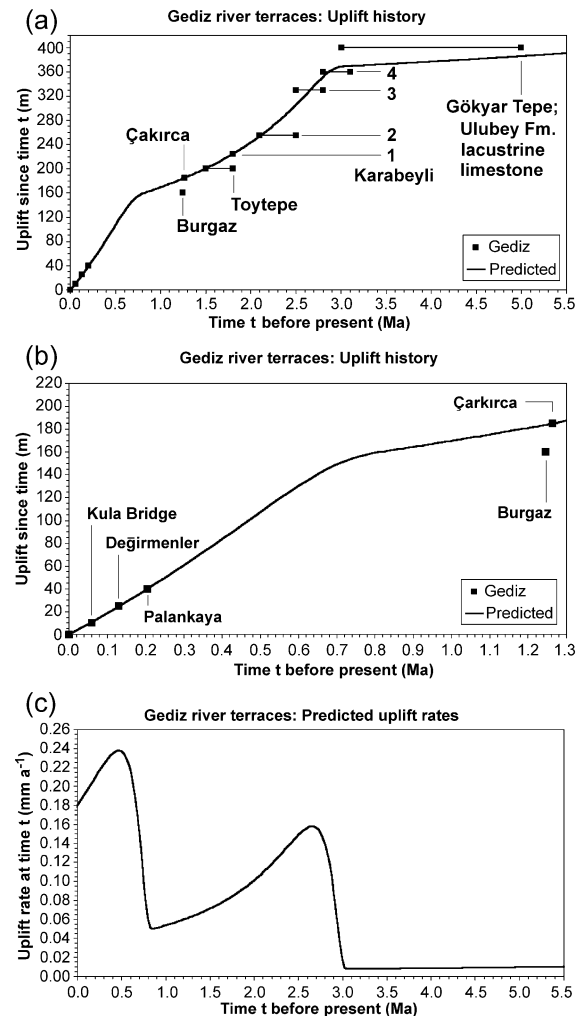 (a)
Gediz river terraces: Uplift history
Uplift since time t (m)
400
360
320
280
240
200
160
120
80
40
0
4
3
2
1
Karabeyli
Çakırca
Burgaz
Toytepe
Gökyar Tepe;
Ulubey Fm.
lacustrine
limestone
Gediz
Predicted
0.0 0.5 1.0 1.5 2.0 2.5 3.0 3.5 4.0 4.5 5.0 5.5
Time t before present (Ma)
(b)
Gediz river terraces: Uplift history
Uplift since time (m)
220
200
180
160
140
120
100
80
60
40
20
0
Çarkırca
Burgaz
Kula Bridge
Değirmenler
Palankaya
Gediz
Predicted
0.0 0.1 0.2 0.3 0.4 0.5 0.6 0.7 0.8 0.9 1.0 1.1 1.2 1.3
Time t before present (Ma)
(c)
Gediz river terraces: Predicted uplift rates
Uplift rate at time t (mm a⁻¹)
0.26
0.24
0.22
0.20
0.18
0.16
0.14
0.12
0.10
0.08
0.06
0.04
0.02
0.00
0.0 0.5 1.0 1.5 2.0 2.5 3.0 3.5 4.0 4.5 5.0 5.5
Time t before present (Ma)